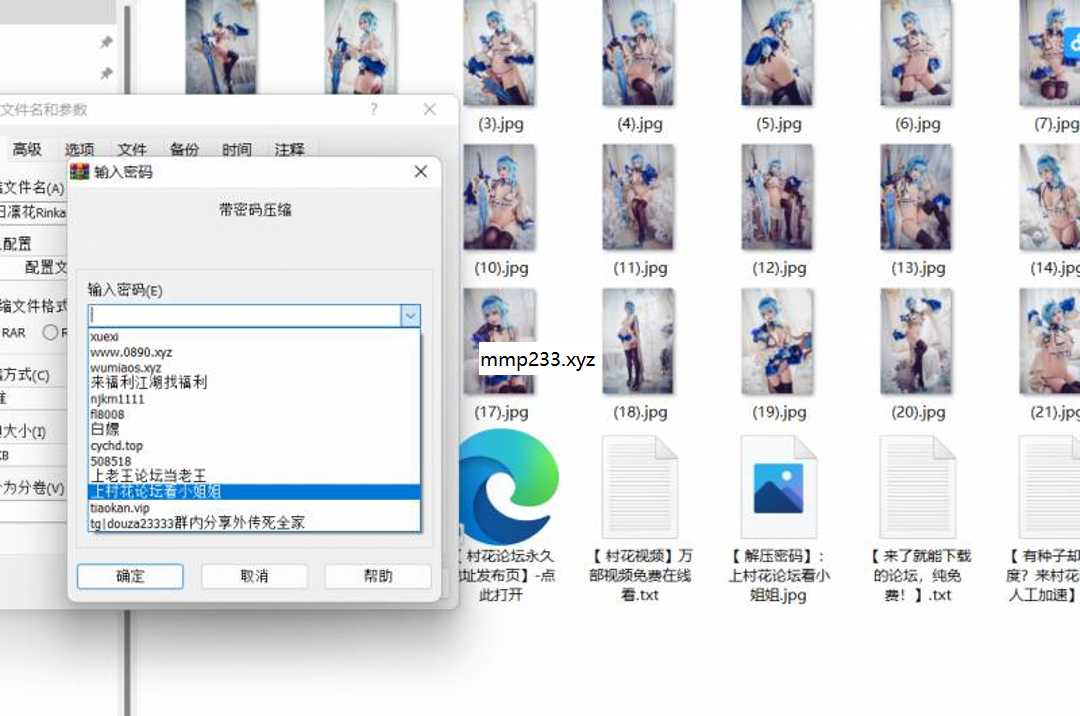 文件名和参数
?
高级 选项 文件 备份 时间 注释
文件名(A)
日凛花Rinka
配置
配置文
缩文件格式
RAR
方式(C)
大小(I)
KB
为分卷(V)
输入密码
带密码压缩
输入密码(E)
xuexi
www.0890.xyz
wumiaos.xyz
来福利江湖找福利
njkm1111
fl8008
白嫖
cychd.top
508518
上老王论坛当老王
上村花论坛看小姐姐
tiaokan.vip
tg|douza23333群内分享外传死全家
确定 取消 帮助
(3).jpg (4).jpg (5).jpg (6).jpg (7).jpg
(10).jpg (11).jpg (12).jpg (13).jpg (14).jpg
mmp233.xyz
(17).jpg (18).jpg (19).jpg (20).jpg (21).jpg
【村花论坛永久
址发布页】-点
此打开
【村花视频】万
部视频免费在线
看.txt
【解压密码】:
上村花论坛看小
姐姐.jpg
【来了就能下载
的论坛，纯免
费！】.txt
【有种子却
度？来村花
人工加速】